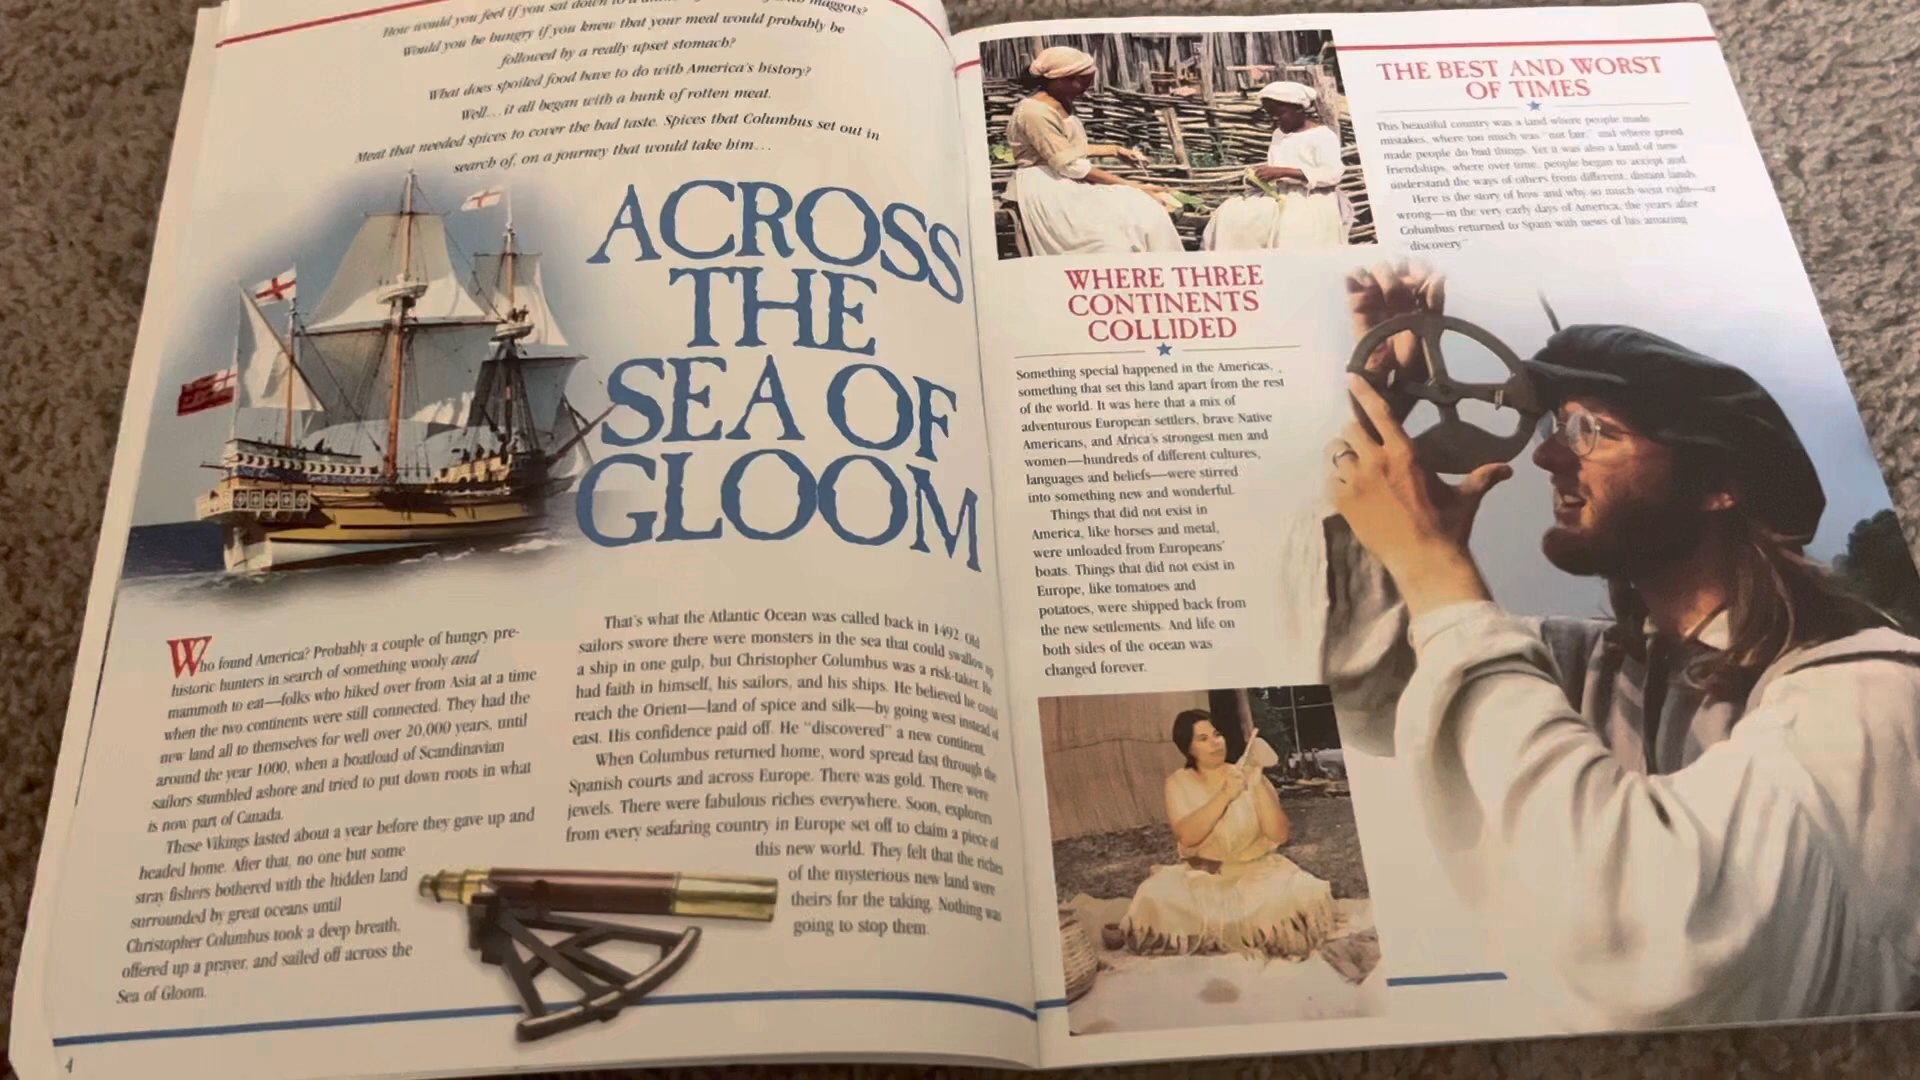 How would you feel if you sat down to a maggots?
Would you be hungry if you knew that your meal would probably be
followed by a really upset stomach?
What does spoiled food have to do with America's history?
Well...it all began with a hunk of rotten meat.
Meat that needed spices to cover the bad taste. Spices that Columbus set out in
search of, on a journey that would take him...
ACROSS
THE
SEA OF
GLOOM
Who found America? Probably a couple of hungry pre-
historic hunters in search of something wooly and
mammoth to eat—folks who hiked over from Asia at a time
when the two continents were still connected. They had the
new land all to themselves for well over 20,000 years, until
around the year 1000, when a boatload of Scandinavian
sailors stumbled ashore and tried to put down roots in what
is now part of Canada.
These Vikings lasted about a year before they gave up and
headed home. After that, no one but some
stray fishers bothered with the hidden land
surrounded by great oceans until
Christopher Columbus took a deep breath,
offered up a prayer, and sailed off across the
Sea of Gloom.
That's what the Atlantic Ocean was called back in 1492. Old
sailors swore there were monsters in the sea that could swallow up
a ship in one gulp, but Christopher Columbus was a risk-taker. He
had faith in himself, his sailors, and his ships. He believed he could
reach the Orient—land of spice and silk—by going west instead of
east. His confidence paid off. He "discovered" a new continent.
When Columbus returned home, word spread fast through the
Spanish courts and across Europe. There was gold. There were
jewels. There were fabulous riches everywhere. Soon, explorers
from every seafaring country in Europe set off to claim a piece of
this new world. They felt that the riches
of the mysterious new land were
theirs for the taking. Nothing was
going to stop them.
4
WHERE THREE
CONTINENTS
COLLIDED
Something special happened in the Americas,
something that set this land apart from the rest
of the world. It was here that a mix of
adventurous European settlers, brave Native
Americans, and Africa's strongest men and
women—hundreds of different cultures,
languages and beliefs—were stirred
into something new and wonderful.
Things that did not exist in
America, like horses and metal,
were unloaded from Europeans'
boats. Things that did not exist in
Europe, like tomatoes and
potatoes, were shipped back from
the new settlements. And life on
both sides of the ocean was
changed forever.
THE BEST AND WORST
OF TIMES
This beautiful country was a land where people made
mistakes, where too much was "not fair," and where greed
made people do bad things. Yet it was also a land of new
friendships, where over time, people began to accept and
understand the ways of others from different, distant lands.
Here is the story of how and why so much went right—or
wrong—in the very early days of America, the years after
Columbus returned to Spain with news of his amazing
"discovery."